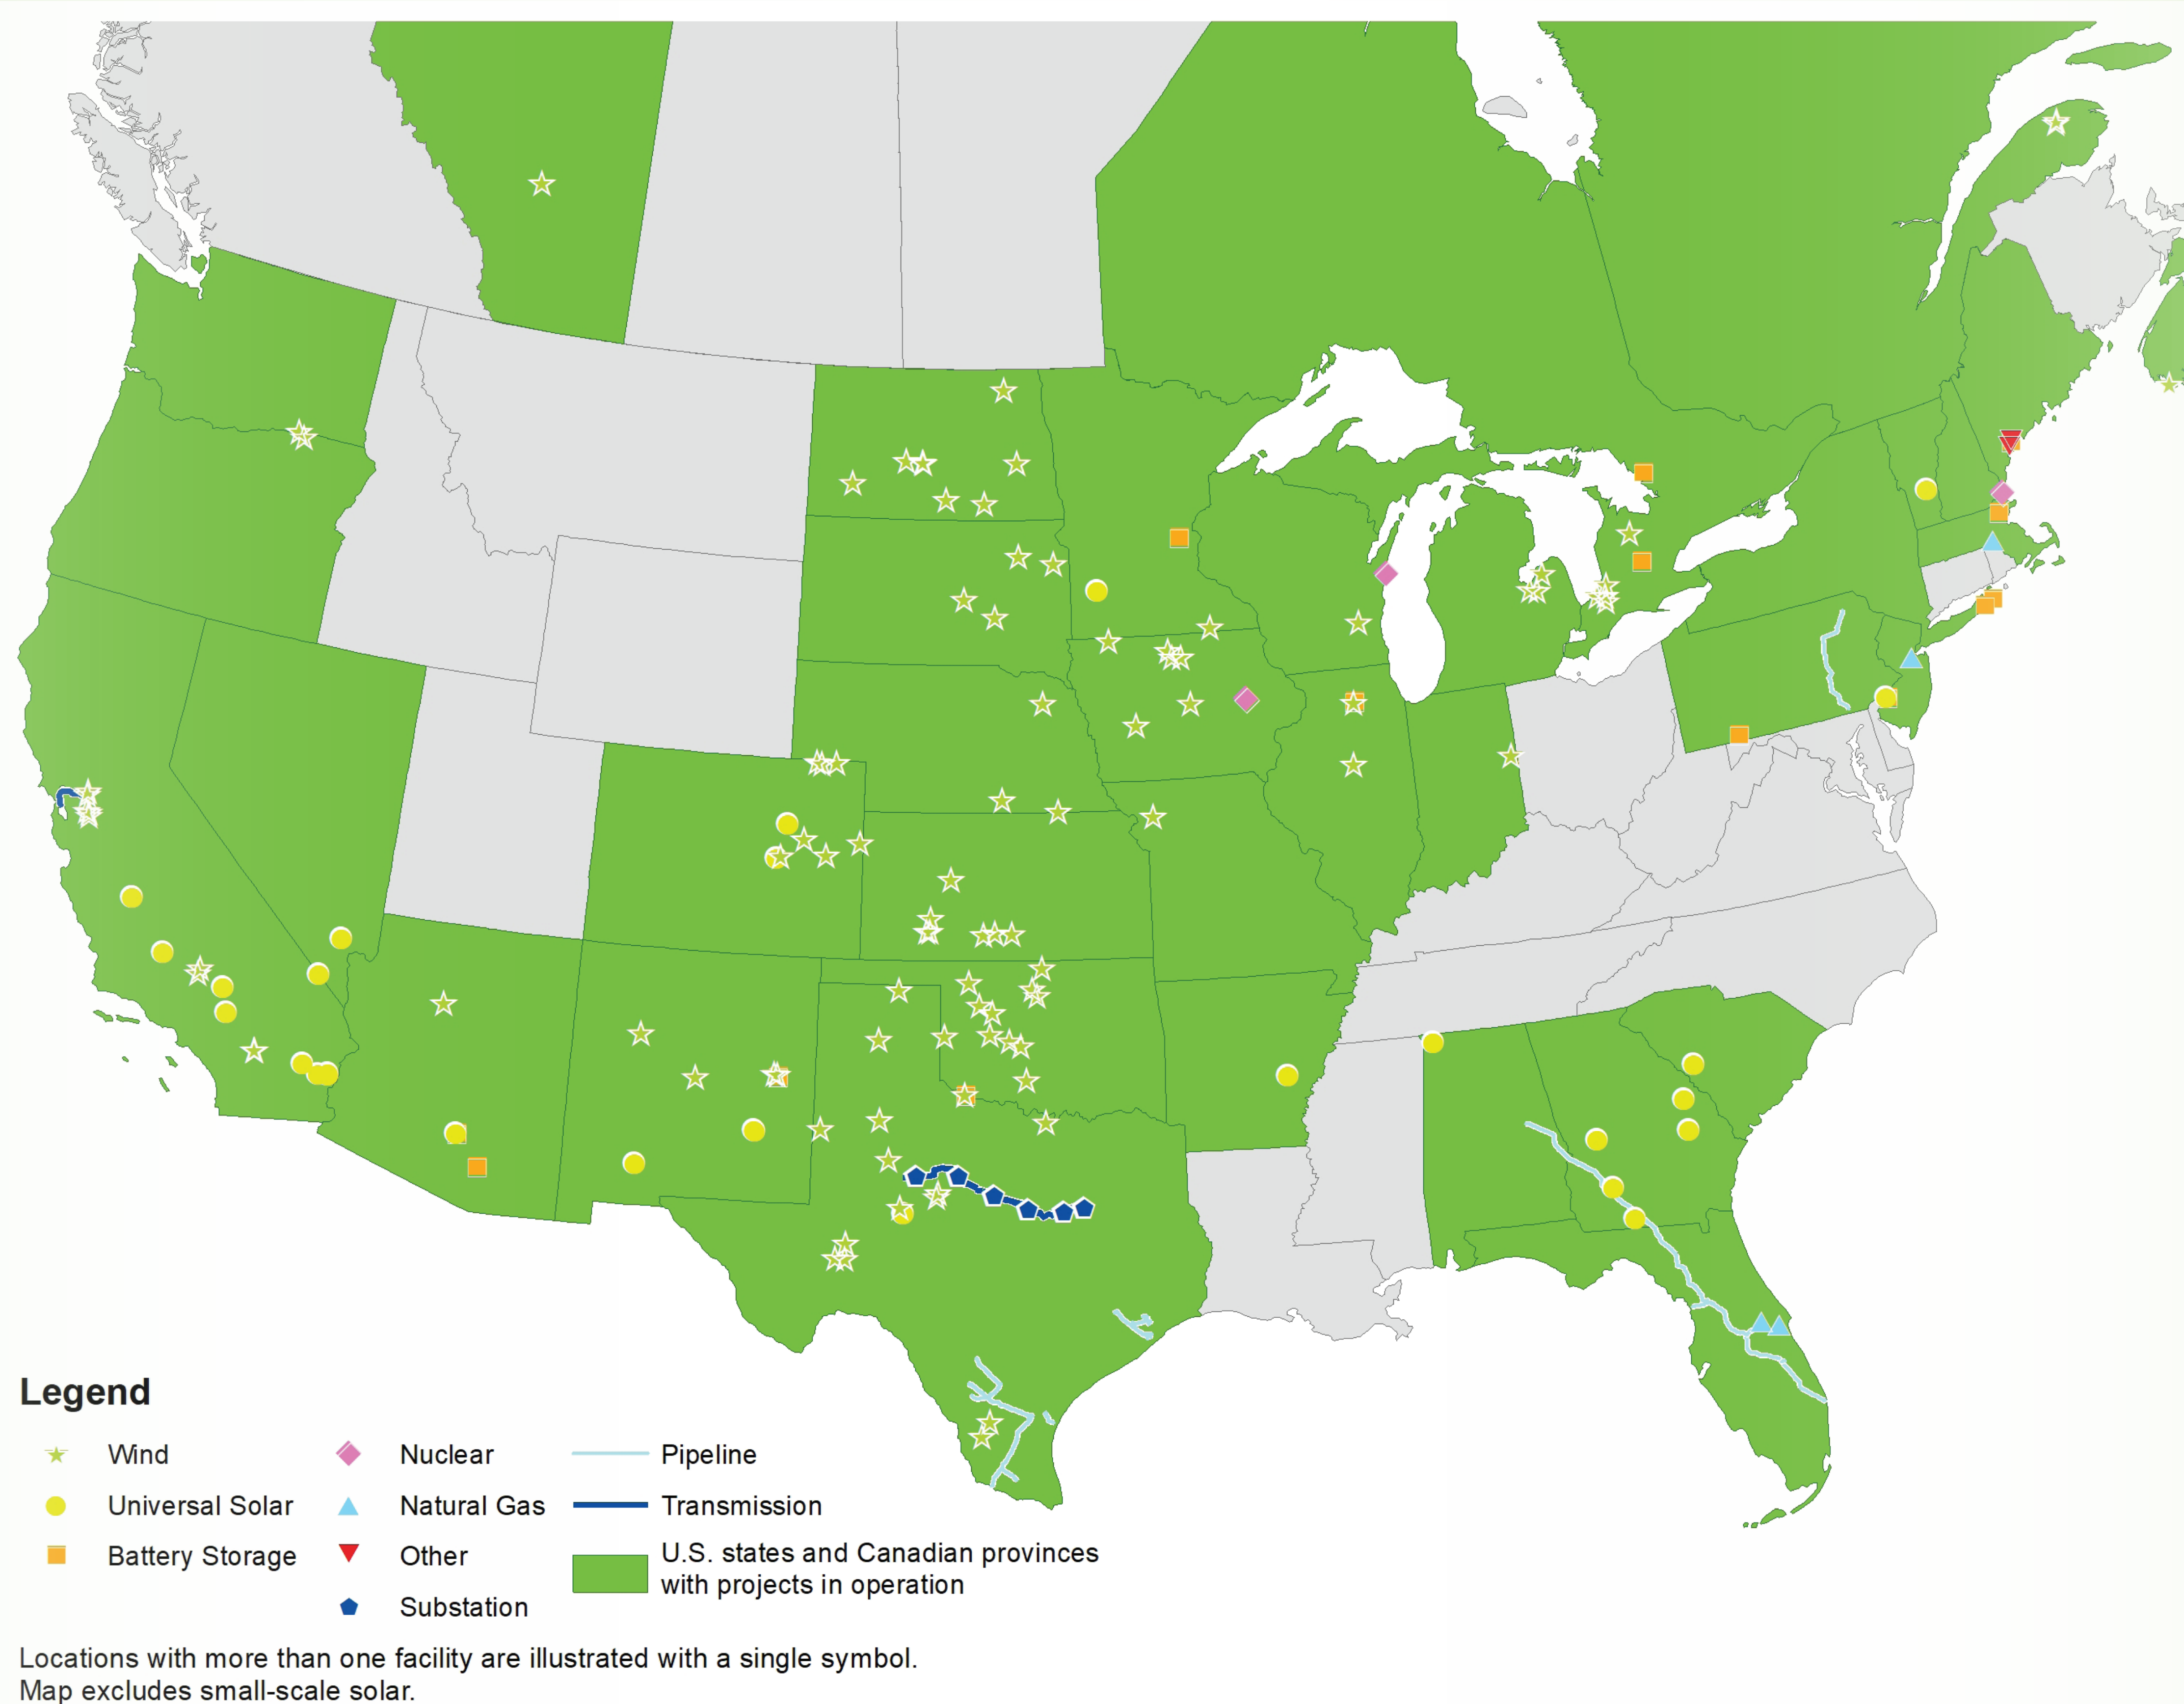 Legend
Wind
Nuclear
Pipeline
Universal Solar
Natural Gas
Transmission
Battery Storage
Other
U.S. states and Canadian provinces
with projects in operation
Substation
Locations with more than one facility are illustrated with a single symbol.
Map excludes small-scale solar.